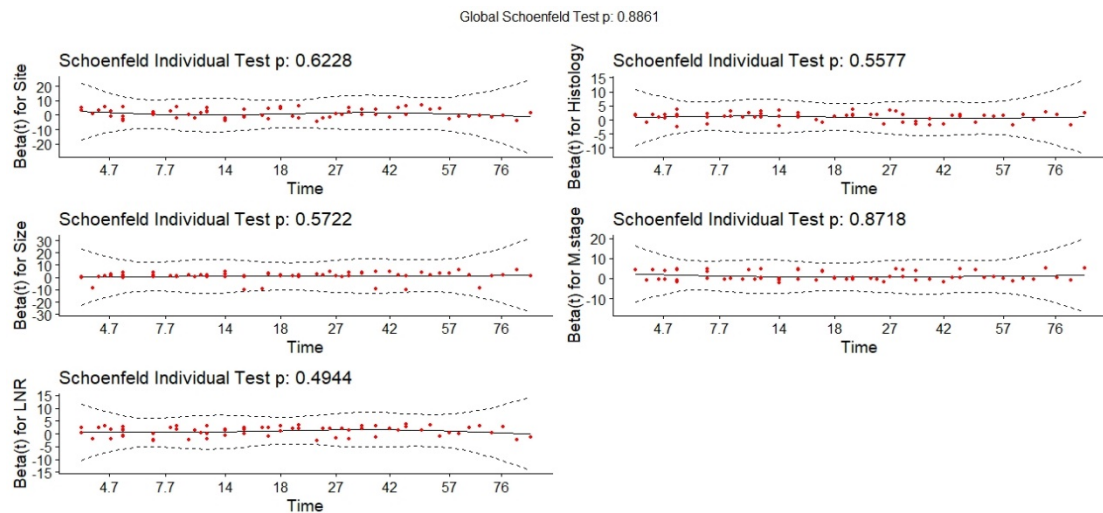 Global Schoenfeld Test p: 0.8861
Schoenfeld Individual Test p: 0.6228
Beta(t) for Site
20
10
0
-10
-20
4.7 7.7 14 18 27 42 57 76
Time
Schoenfeld Individual Test p: 0.5577
Beta(t) for Histology
15
10
5
0
-5
-10
4.7 7.7 14 18 27 42 57 76
Time
Schoenfeld Individual Test p: 0.5722
Beta(t) for Size
30
20
10
0
-10
-20
-30
4.7 7.7 14 18 27 42 57 76
Time
Schoenfeld Individual Test p: 0.8718
Beta(t) for M.stage
20
10
0
-10
4.7 7.7 14 18 27 42 57 76
Time
Schoenfeld Individual Test p: 0.4944
Beta(t) for LNR
15
10
5
0
-5
-10
-15
4.7 7.7 14 18 27 42 57 76
Time